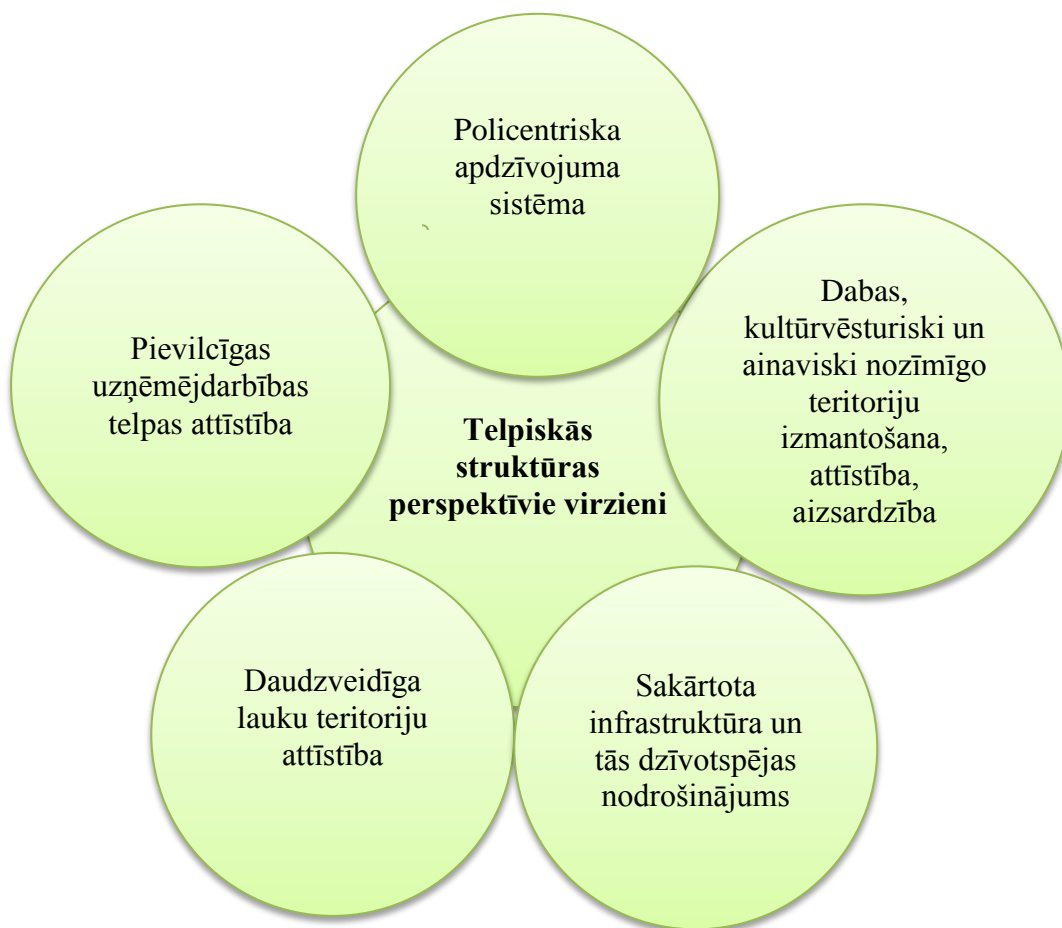 Policentriska
apdzīvojuma
sistēma
Dabas,
kultūrvēsturiski un
ainaviski nozīmīgo
teritoriju
izmantošana,
attīstība,
aizsardzība
Pievilcīgas
uzņēmējdarbības
telpas attīstība
Telpiskās
struktūras
perspektīvie virzieni
Daudzveidīga
lauku teritoriju
attīstība
Sakārtota
infrastruktūra un
tās dzīvotspējas
nodrošinājums